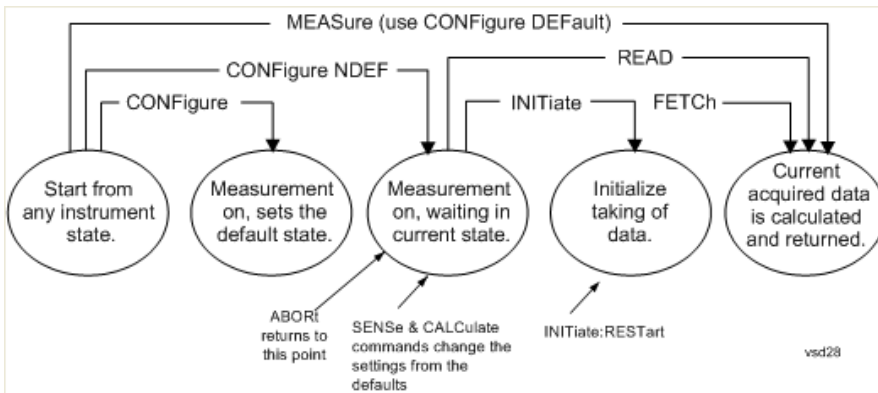 MEASure (use CONFigure DEFault)
CONFigure NDEF
READ
CONFigure
INITiate
FETCh
Start from
any instrument
state.
Measurement
on, sets the
default state.
Measurement
on, waiting in
current state.
Initialize
taking of
data.
Current
acquired data
is calculated
and returned.
ABORt
returns to
this point
SENSe & CALCulate
commands change the
settings from the
defaults
INITiate:RESTart
vsd28